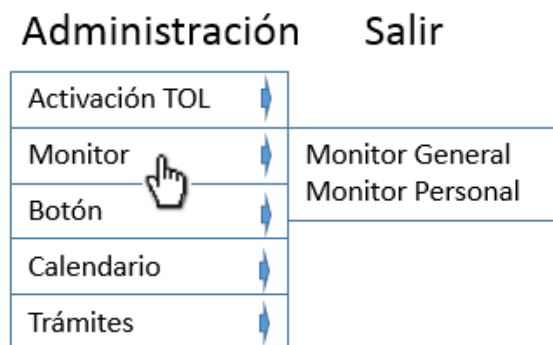 Administración Salir
Activación TOL
Monitor
Monitor General
Monitor Personal
Botón
Calendario
Trámites